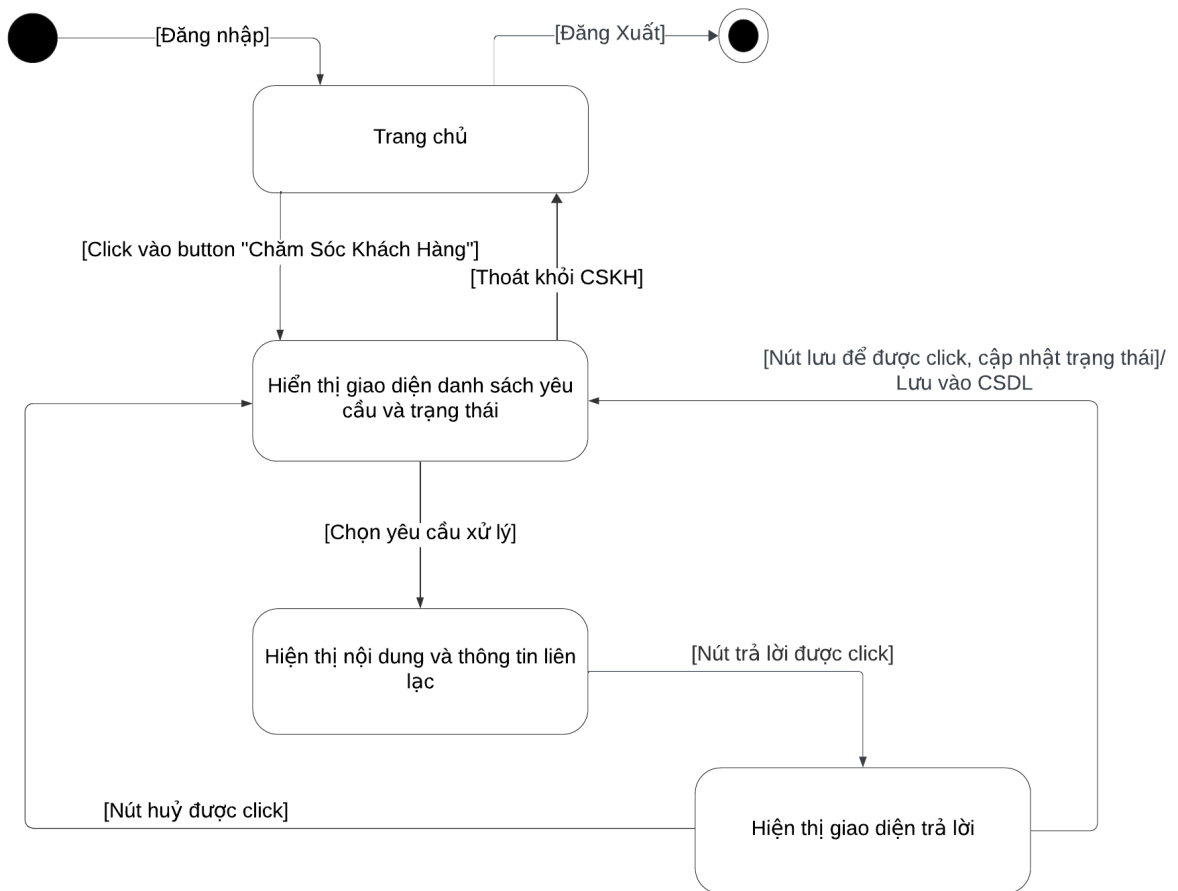 [Đăng nhập]
[Đăng Xuất]
Trang chủ
[Click vào button "Chăm Sóc Khách Hàng"]
[Thoát khỏi CSKH]
[Nút lưu để được click, cập nhật trạng thái]/
Lưu vào CSDL
Hiển thị giao diện danh sách yêu
cầu và trạng thái
[Chọn yêu cầu xử lý]
Hiện thị nội dung và thông tin liên
lạc
[Nút trả lời được click]
[Nút huỷ được click]
Hiện thị giao diện trả lời